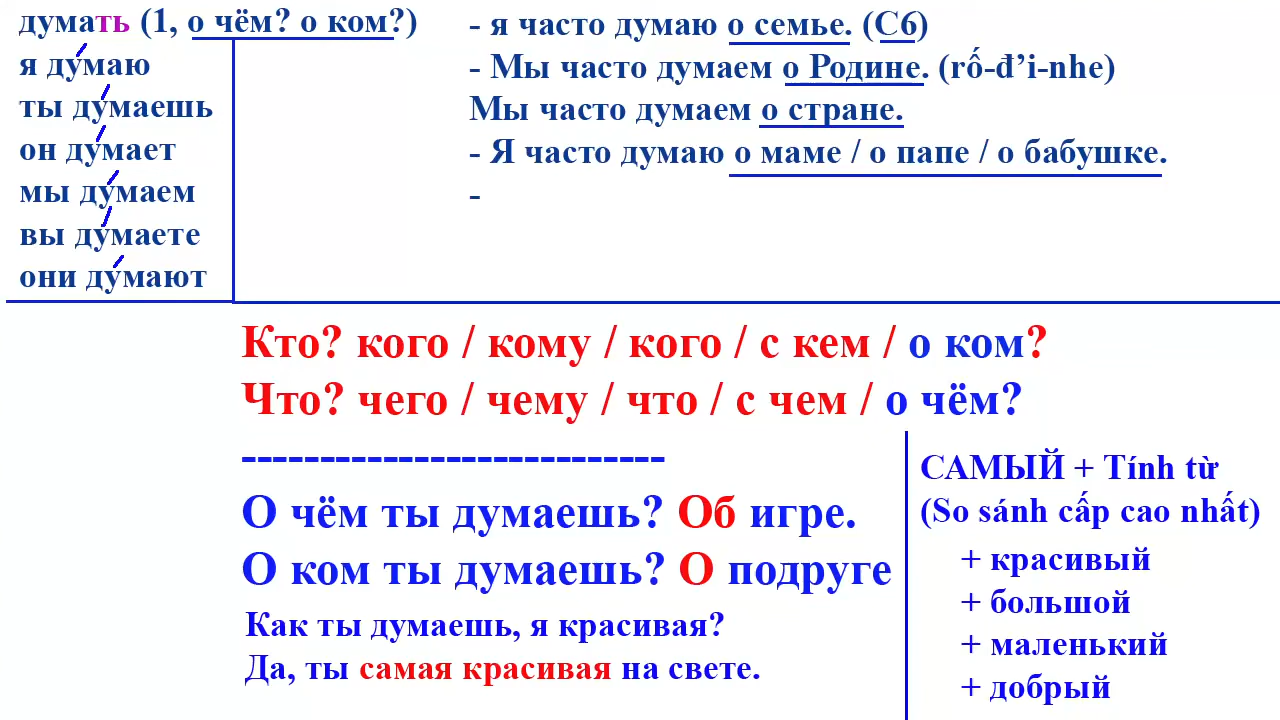 думать (1, о чём? о ком?)
я думаю
ты думаешь
он думает
мы думаем
вы думаете
они думают
- я часто думаю о семье. (С6)
- Мы часто думаем о Родине. (rố-đ’i-nhe)
Мы часто думаем о стране.
- Я часто думаю о маме / о папе / о бабушке.
-
Кто? кого / кому / кого / с кем / о ком?
Что? чего / чему / что / с чем / о чём?
---------------------------
О чём ты думаешь? Об игре.
О ком ты думаешь? О подруге
Как ты думаешь, я красивая?
Да, ты самая красивая на свете.
САМЫЙ + Tính từ
(So sánh cấp cao nhất)
+ красивый
+ большой
+ маленький
+ добрый